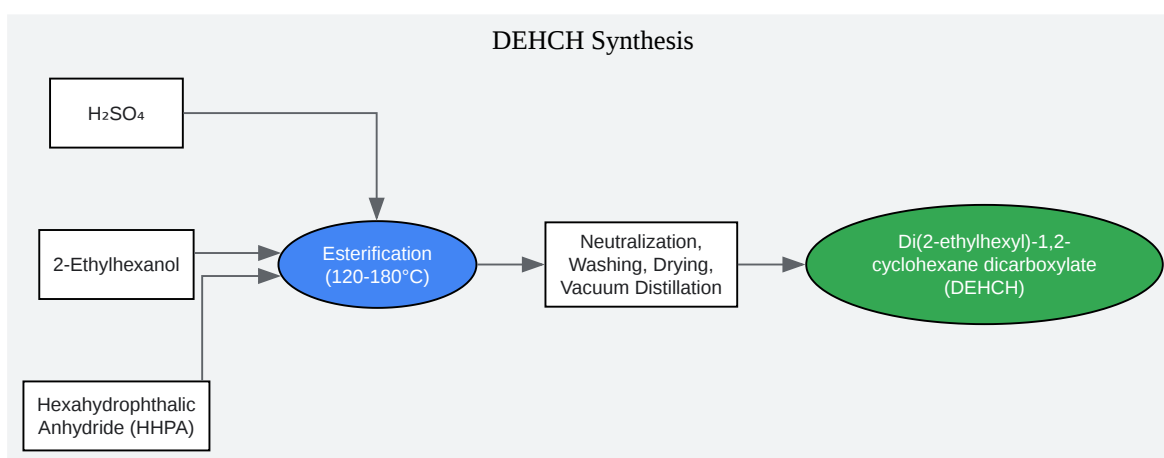 DEHCH Synthesis
H₂SO₄
2-Ethylhexanol
Hexahydrophthalic
Anhydride (HHPA)
Esterification
(120-180°C)
Neutralization,
Washing, Drying,
Vacuum Distillation
Di(2-ethylhexyl)-1,2-
cyclohexane dicarboxylate
(DEHCH)